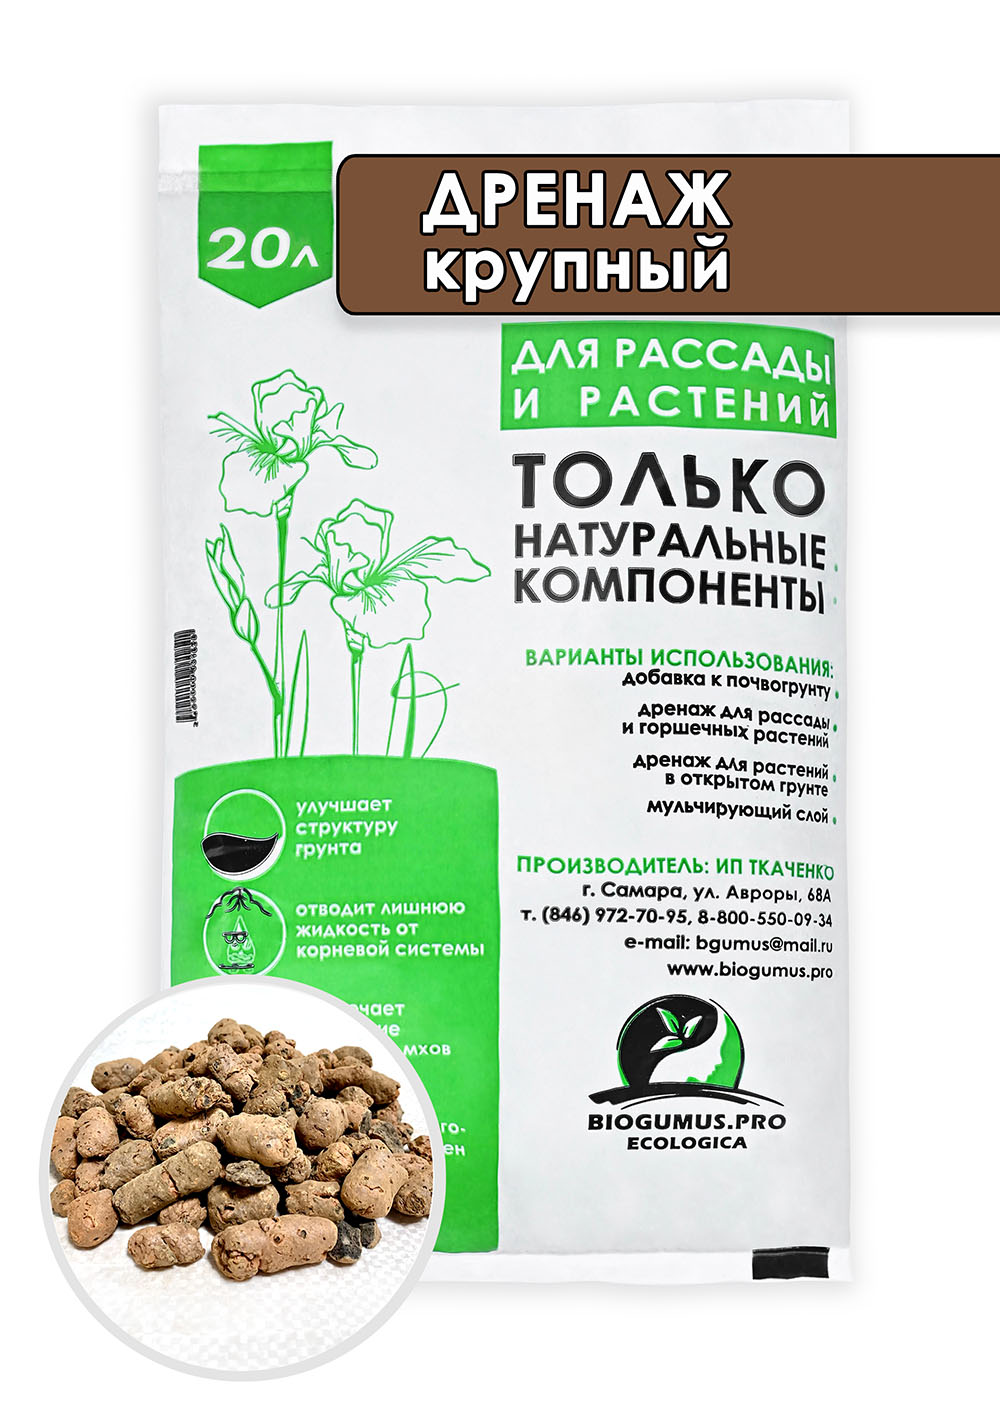 20л
ДРЕНАЖ
крупный
ДЛЯ РАССАДЫ
И РАСТЕНИЙ
ТОЛЬКО
НАТУРАЛЬНЫЕ
КОМПОНЕНТЫ
ВАРИАНТЫ ИСПОЛЬЗОВАНИЯ:
добавка к почвогрунту
дренаж для рассады
и горшечных растений
дренаж для растений
в открытом грунте
мульчирующий слой
улучшает
структуру
грунта
отводит лишнюю
жидкость от
корневой системы
мхов
ПРОИЗВОДИТЕЛЬ: ИП ТКАЧЕНКО
г. Самара, ул. Авроры, 68А
т. (846) 972-70-95, 8-800-550-09-34
e-mail: bgumus@mail.ru
www.biogumus.pro
BIOGUMUS.PRO
ECOLOGICA